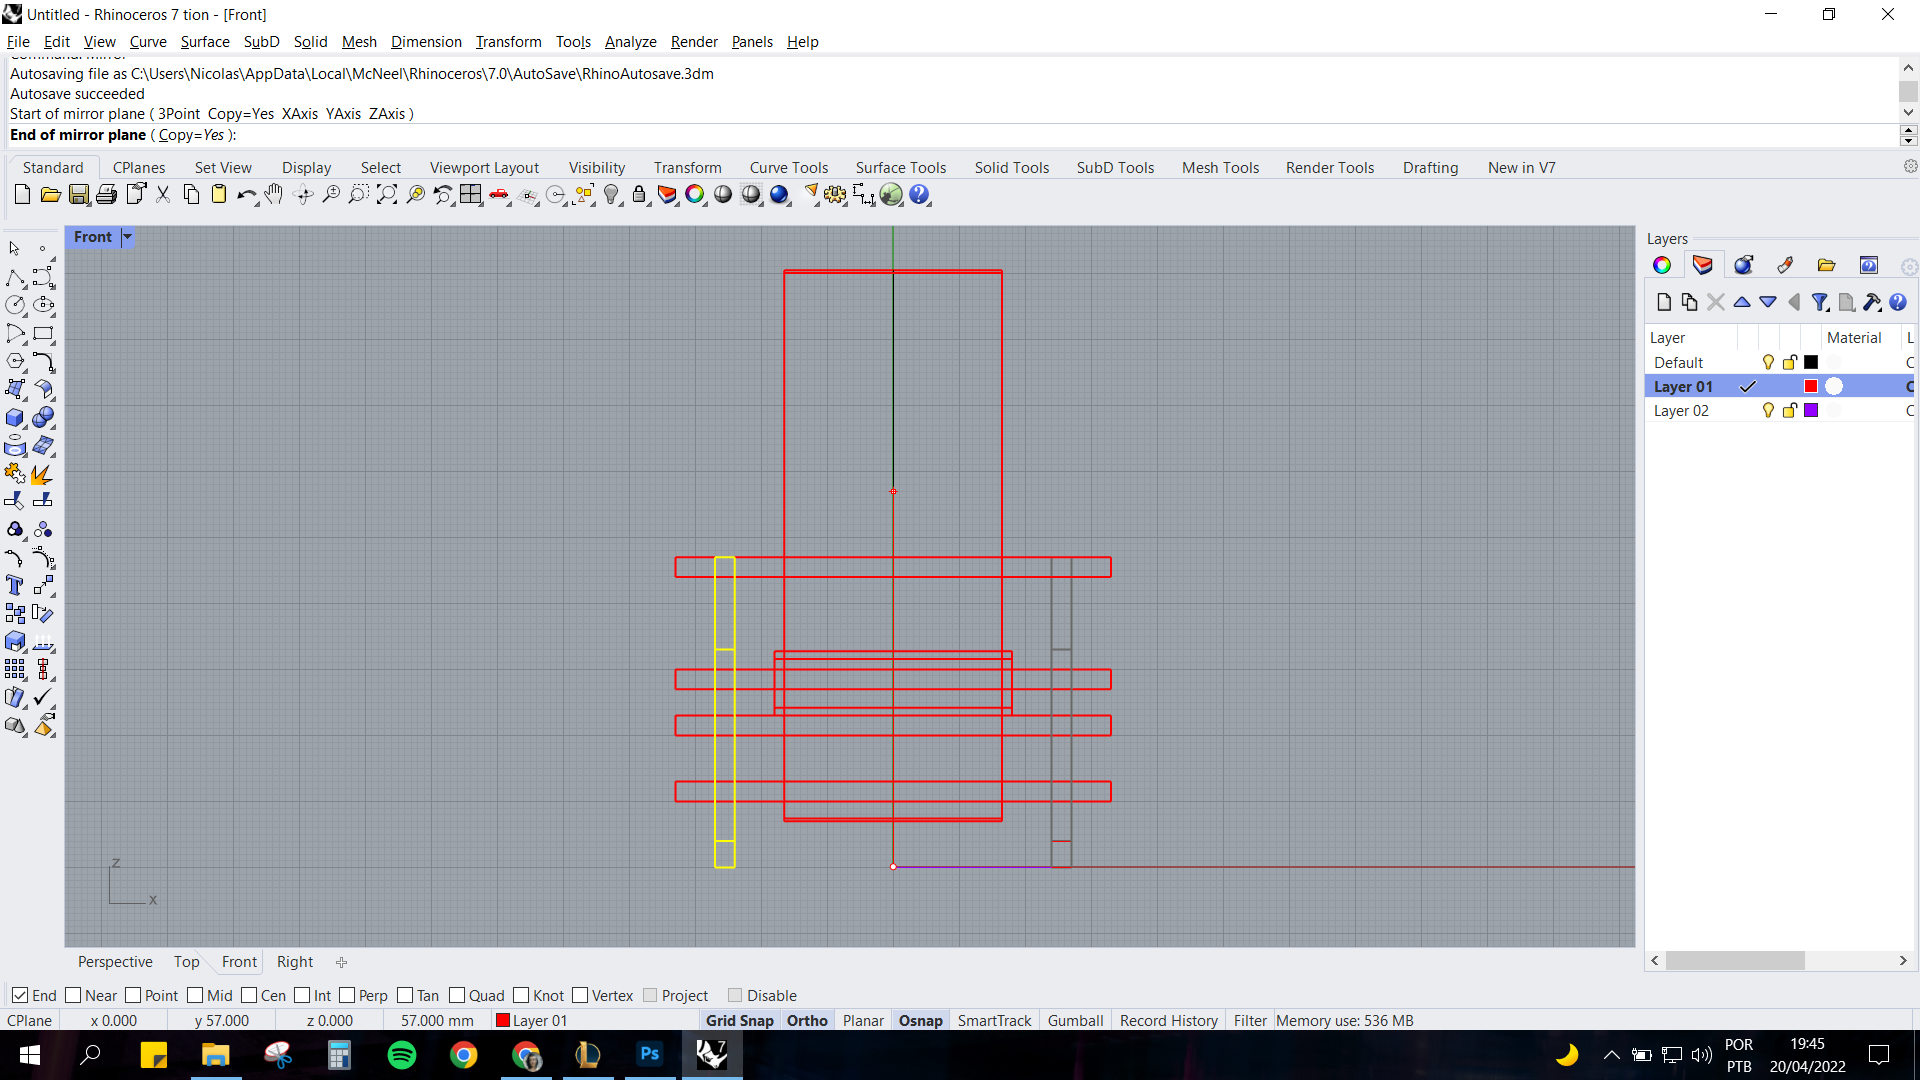 Untitled - Rhinoceros 7 tion - [Front]
File Edit View Curve Surface SubD Solid Mesh Dimension Transform Tools Analyze Render Panels Help
Autosaving file as C:\Users\Nicolas\AppData\Local\McNeel\Rhinoceros\7.0\AutoSave\RhinoAutosave.3dm
Autosave succeeded
Start of mirror plane ( 3Point Copy=Yes XAxis YAxis ZAxis )
End of mirror plane ( Copy=Yes ):
Standard CPlanes Set View Display Select Viewport Layout Visibility Transform Curve Tools Surface Tools Solid Tools SubD Tools Mesh Tools Render Tools Drafting New in V7
Front
Layers
Layer Material L
Default
Layer 01
Layer 02
z
x
Perspective Top Front Right
End Near Point Mid Cen Int Perp Tan Quad Knot Vertex Project Disable
CPlane x 0.000 y 57.000 z 0.000 57.000 mm Layer 01 Grid Snap Ortho Planar Osnap SmartTrack Gumball Record History Filter Memory use: 536 MB
Ps
7
POR
PTB
19:45
20/04/2022